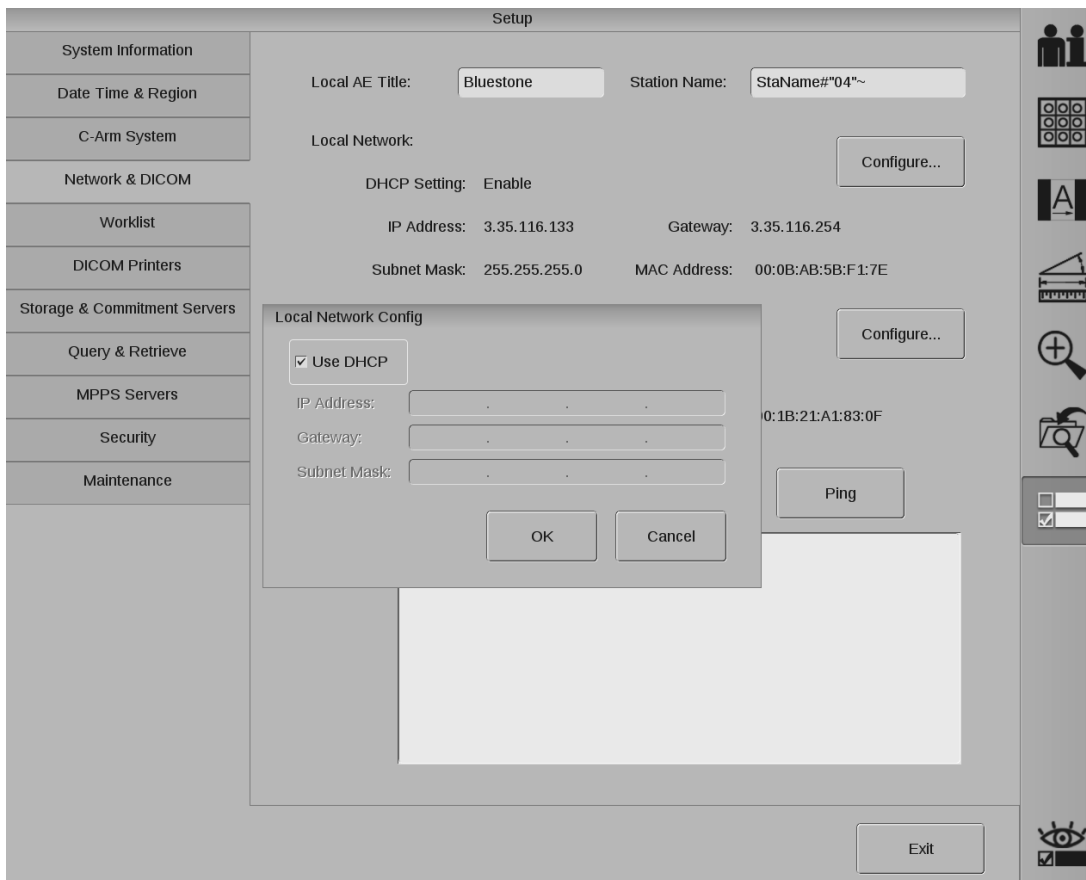 Setup
System Information
Date Time & Region
C-Arm System
Network & DICOM
Worklist
DICOM Printers
Storage & Commitment Servers
Query & Retrieve
MPPS Servers
Security
Maintenance
Local AE Title: Bluestone Station Name: StaName#"04"~
Local Network:
Configure...
DHCP Setting: Enable
IP Address: 3.35.116.133 Gateway: 3.35.116.254
Subnet Mask: 255.255.255.0 MAC Address: 00:0B:AB:5B:F1:7E
Configure...
Local Network Config
Use DHCP
IP Address: . . .
Gateway: . . .
Subnet Mask: . . .
OK Cancel
0:1B:21:A1:83:0F
Ping
Exit
A